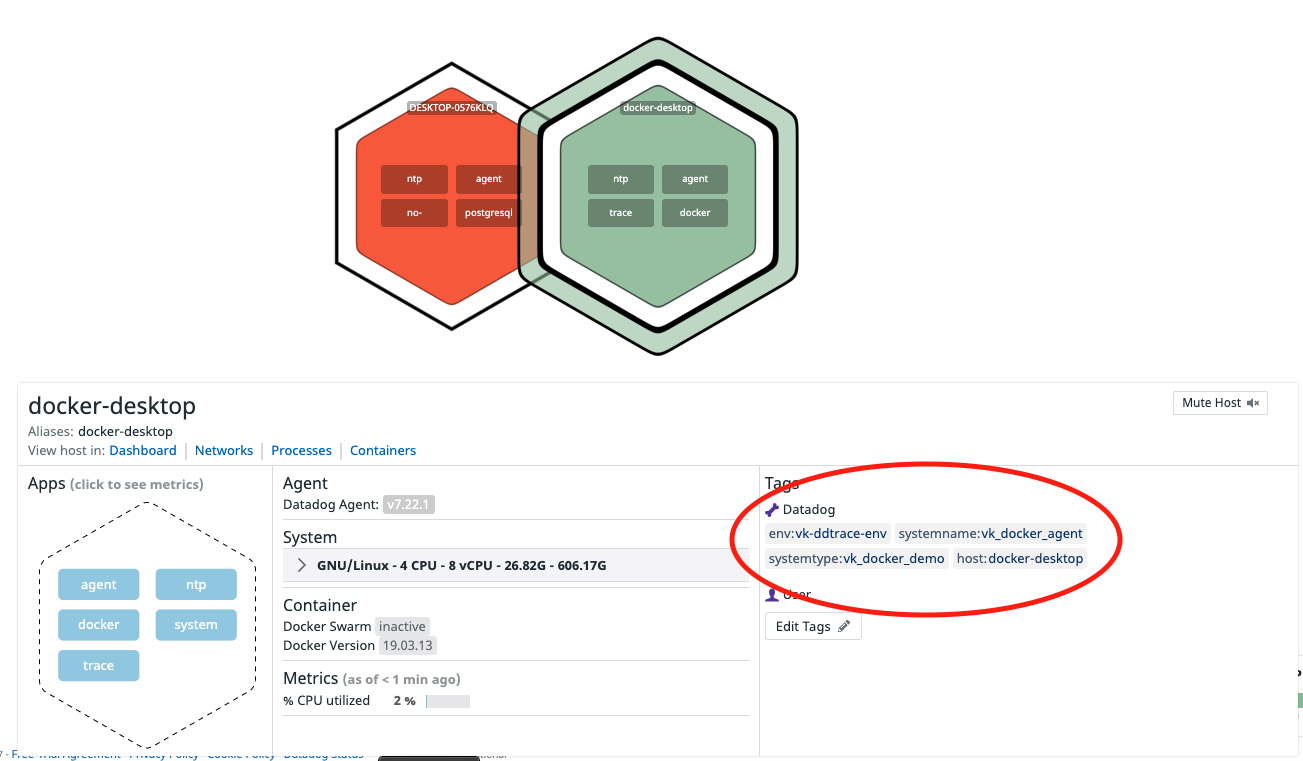 DESKTOP-0S76KLQ
docker-desktop
ntp agent
no- postgresql
ntp agent
trace docker
docker-desktop
Mute Host
Aliases: docker-desktop
View host in: Dashboard Networks Processes Containers
Apps (click to see metrics)
agent ntp
docker system
trace
Agent
Datadog Agent: v7.22.1
System
GNU/Linux - 4 CPU - 8 vCPU - 26.82G - 606.17G
Container
Docker Swarm inactive
Docker Version 19.03.13
Metrics (as of < 1 min ago)
% CPU utilized 2 %
Tags
Datadog
env:vk-ddtrace-env systemname:vk_docker_agent
systemtype:vk_docker_demo host:docker-desktop
User
Edit Tags
Free Trial Agreement · Privacy Policy · Cookie Policy · Datadog Status